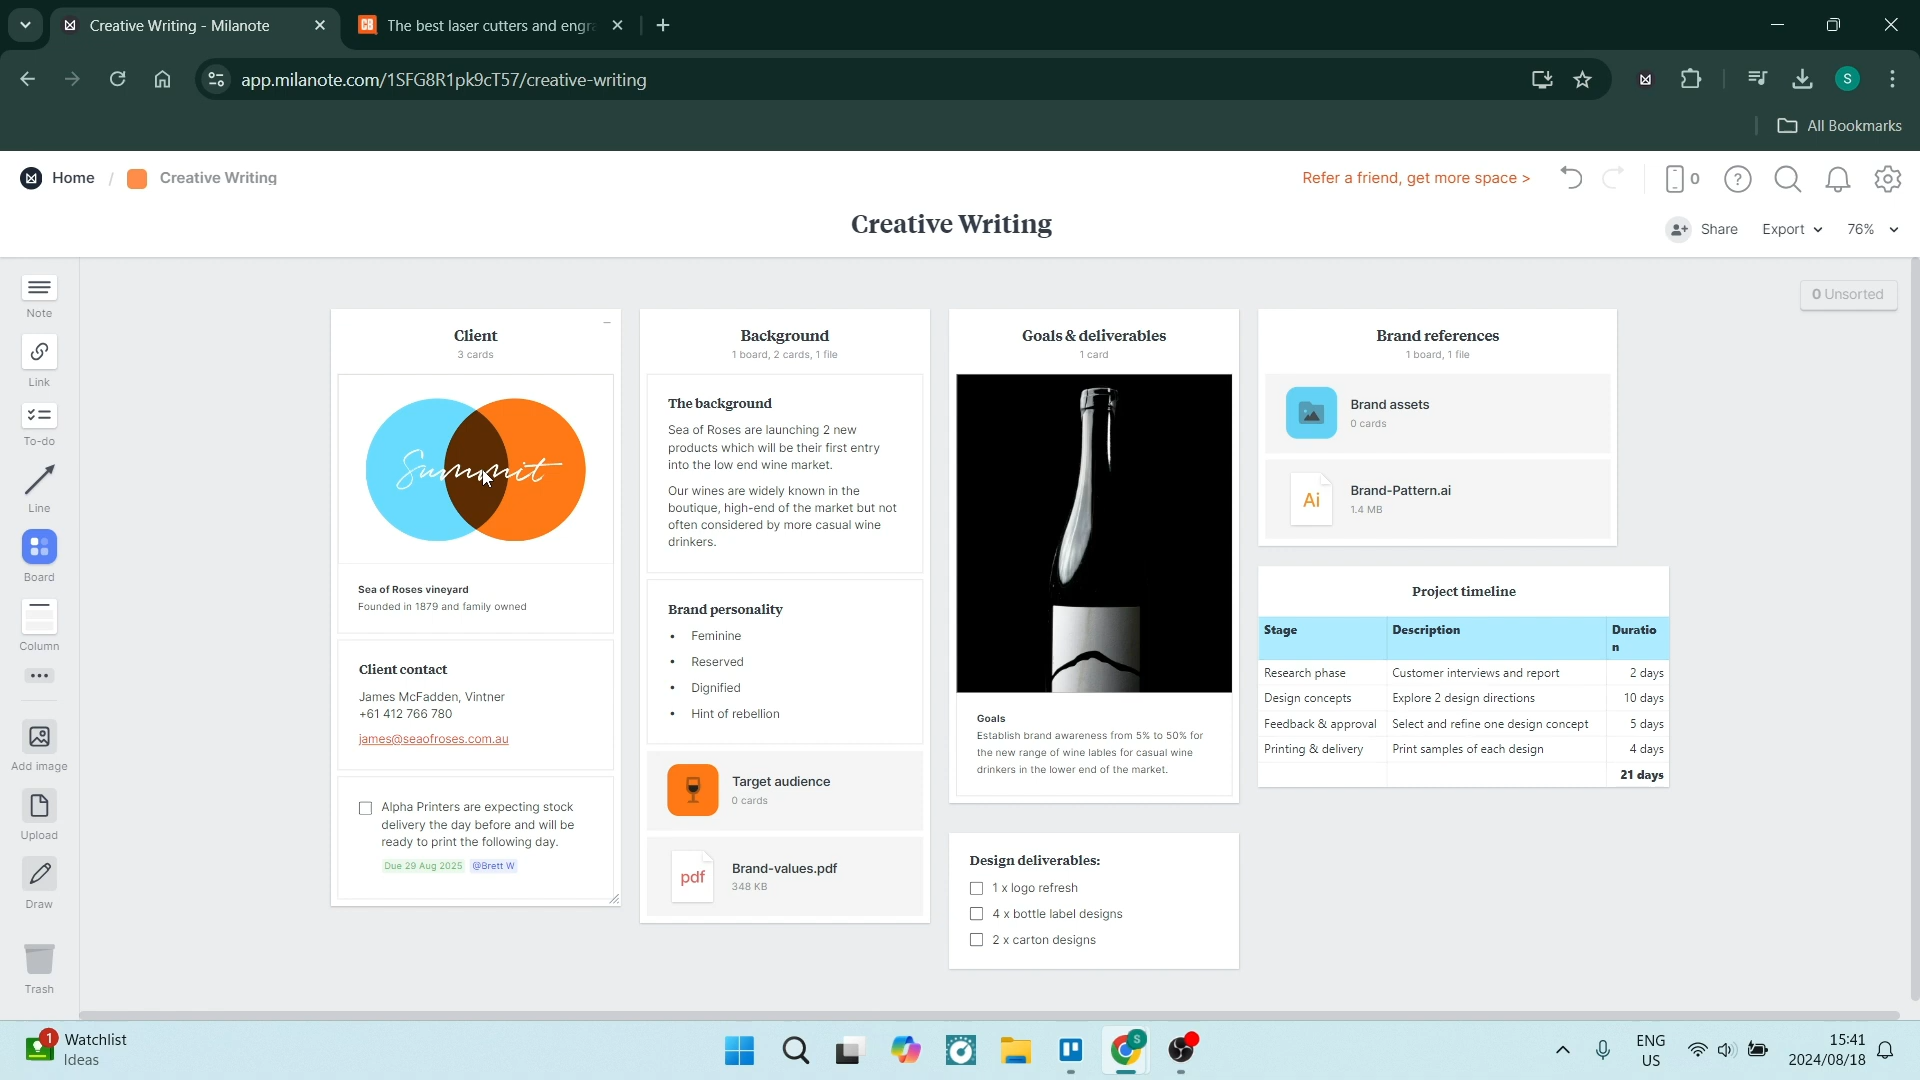 Creative Writing - Milanote
The best laser cutters and engra
app.milanote.com/1SFG8R1pk9cT57/creative-writing
S
All Bookmarks
Home / Creative Writing
Refer a friend, get more space >
0
Creative Writing
Share
Export
76%
0 Unsorted
Note
Link
To-do
Line
Board
Column
Add image
Upload
Draw
Trash
Client
3 cards
Summit
Sea of Roses vineyard
Founded in 1879 and family owned
Client contact
James McFadden, Vintner
+61 412 766 780
james@seaofroses.com.au
Alpha Printers are expecting stock
delivery the day before and will be
ready to print the following day.
Due 29 Aug 2025 @Brett W
Background
1 board, 2 cards, 1 file
The background
Sea of Roses are launching 2 new
products which will be their first entry
into the low end wine market.
Our wines are widely known in the
boutique, high-end of the market but not
often considered by more casual wine
drinkers.
Brand personality
• Feminine
• Reserved
• Dignified
• Hint of rebellion
Target audience
0 cards
pdf
Brand-values.pdf
348 KB
Goals & deliverables
1 card
Goals
Establish brand awareness from 5% to 50% for
the new range of wine lables for casual wine
drinkers in the lower end of the market.
Design deliverables:
1 x logo refresh
4 x bottle label designs
2 x carton designs
Brand references
1 board, 1 file
Brand assets
0 cards
Ai
Brand-Pattern.ai
1.4 MB
Project timeline
Stage Description Duratio
n
Research phase Customer interviews and report 2 days
Design concepts Explore 2 design directions 10 days
Feedback & approval Select and refine one design concept 5 days
Printing & delivery Print samples of each design 4 days
21 days
1
Watchlist
Ideas
S
ENG
US
15:41
2024/08/18